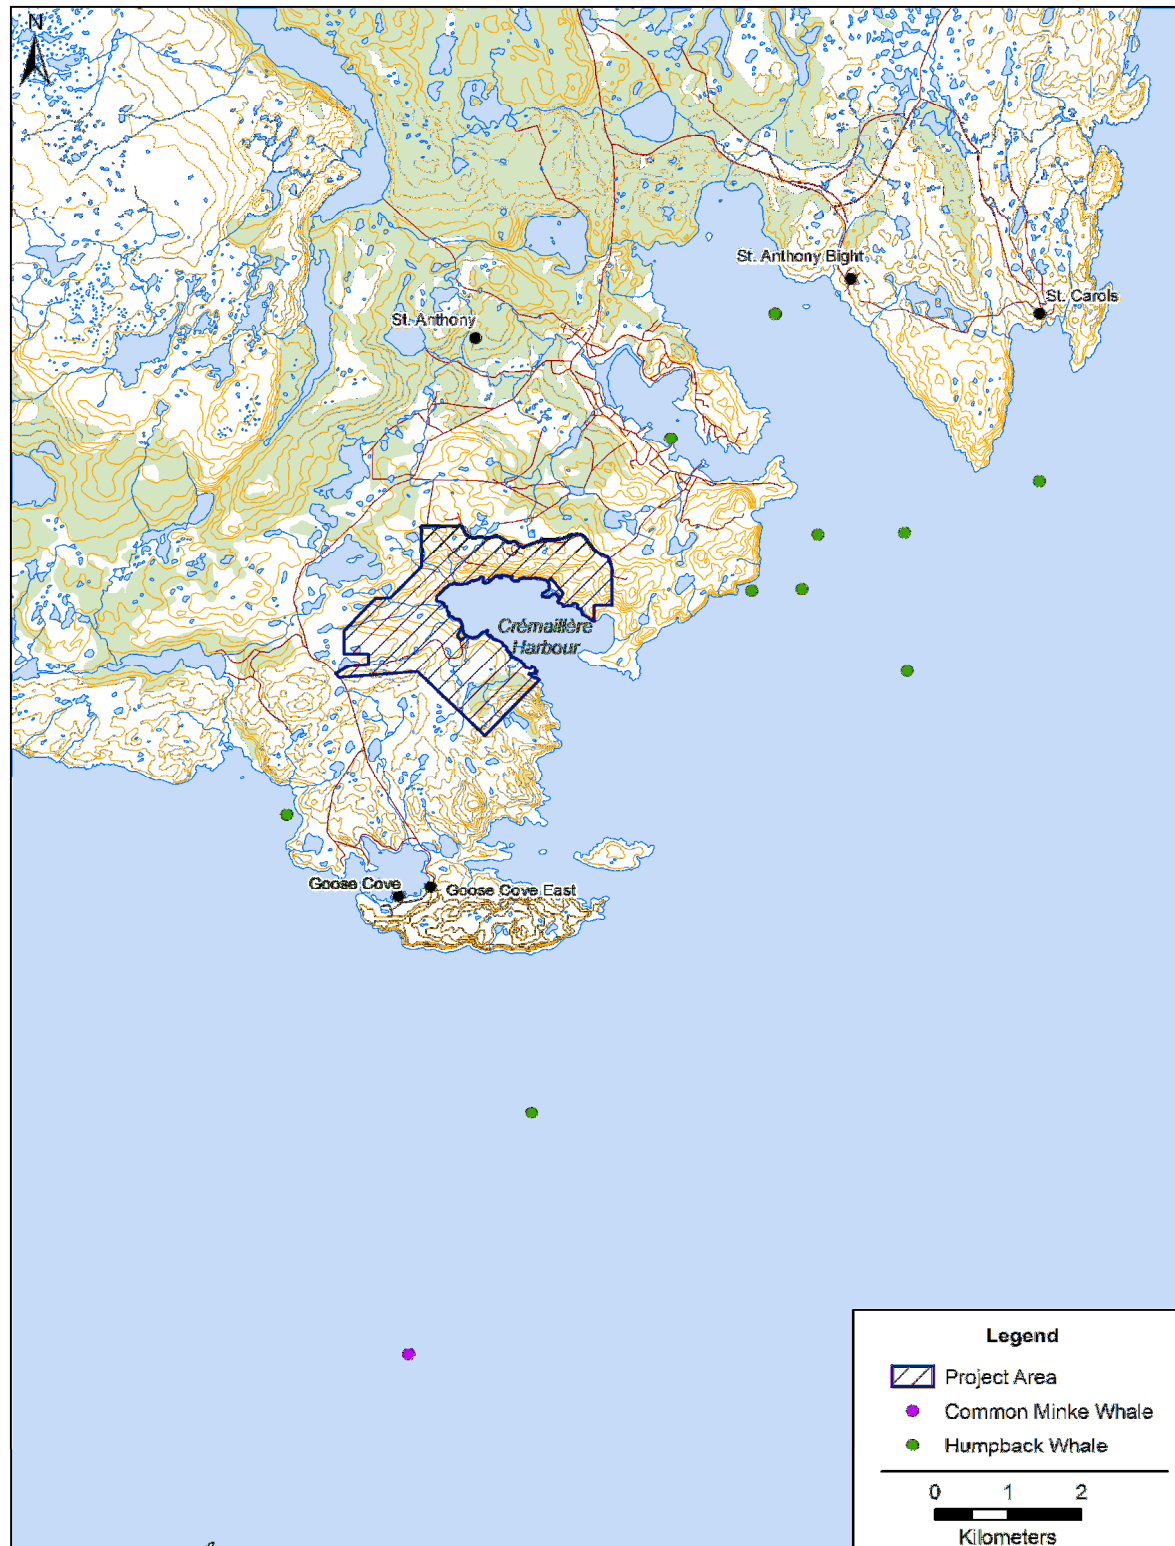 N
St. Anthony Bight
St. Carols
St. Anthony
Crémaillère
Harbour
Goose Cove
Goose Cove East
Legend
Project Area
Common Minke Whale
Humpback Whale
0 1 2
Kilometers